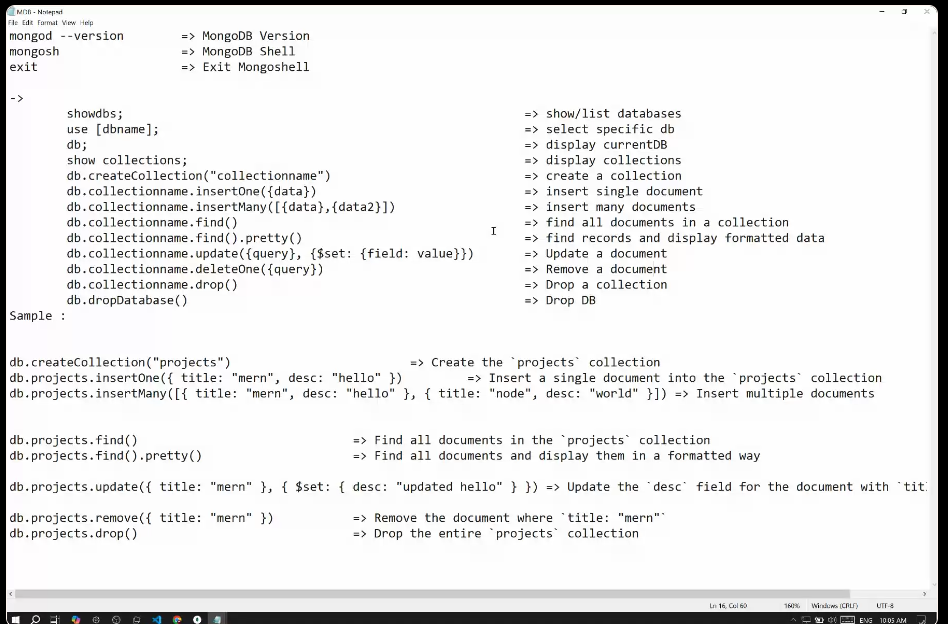 MDB - Notepad
File Edit Format View Help
mongod --version => MongoDB Version
mongosh => MongoDB Shell
exit => Exit Mongoshell
->
showdbs; => show/list databases
use [dbname]; => select specific db
db; => display currentDB
show collections; => display collections
db.createCollection("collectionname") => create a collection
db.collectionname.insertOne({data}) => insert single document
db.collectionname.insertMany([{data},{data2}]) => insert many documents
db.collectionname.find() => find all documents in a collection
db.collectionname.find().pretty() => find records and display formatted data
db.collectionname.update({query}, {$set: {field: value}}) => Update a document
db.collectionname.deleteOne({query}) => Remove a document
db.collectionname.drop() => Drop a collection
db.dropDatabase() => Drop DB
Sample :
db.createCollection("projects") => Create the `projects` collection
db.projects.insertOne({ title: "mern", desc: "hello" }) => Insert a single document into the `projects` collection
db.projects.insertMany([{ title: "mern", desc: "hello" }, { title: "node", desc: "world" }]) => Insert multiple documents
db.projects.find() => Find all documents in the `projects` collection
db.projects.find().pretty() => Find all documents and display them in a formatted way
db.projects.update({ title: "mern" }, { $set: { desc: "updated hello" } }) => Update the `desc` field for the document with `titl
db.projects.remove({ title: "mern" }) => Remove the document where `title: "mern"`
db.projects.drop() => Drop the entire `projects` collection
Ln 16, Col 60 160% Windows (CRLF) UTF-8
ENG 10:05 AM